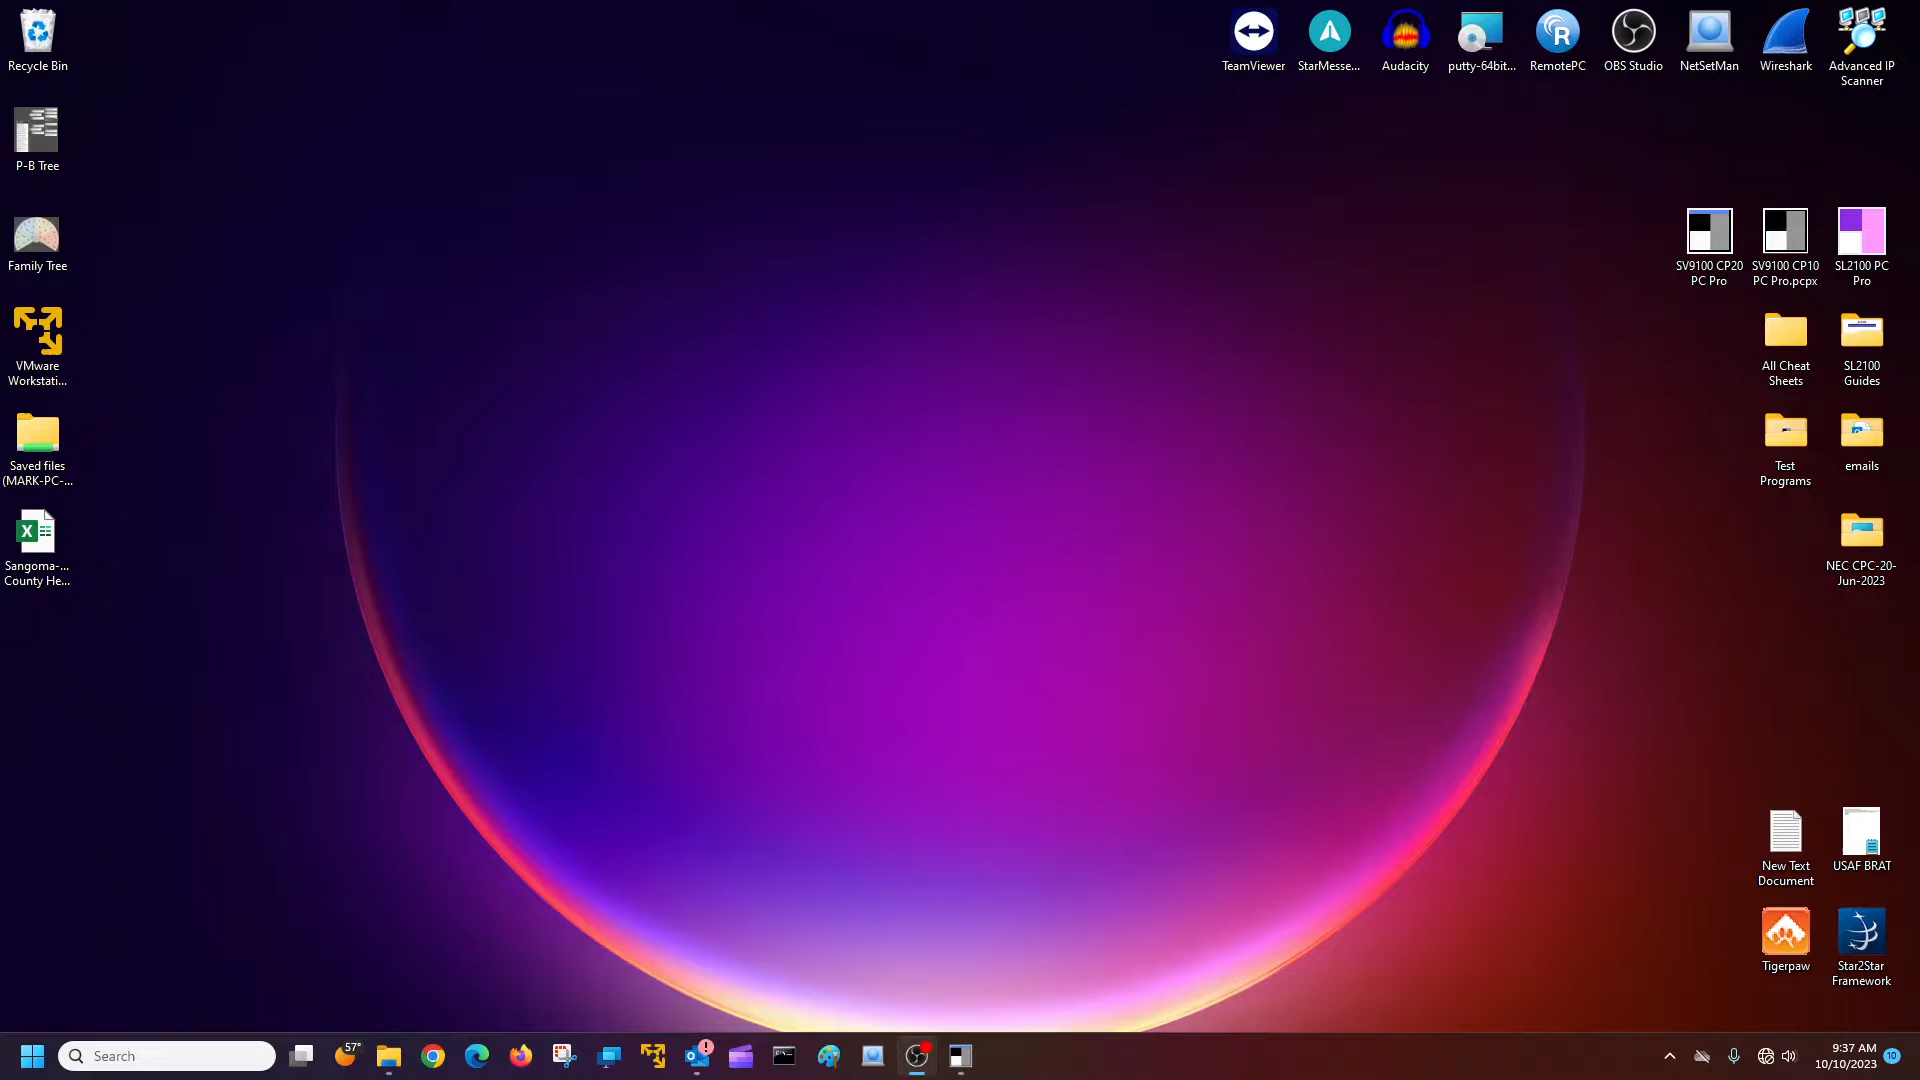 Recycle Bin
P-B Tree
Family Tree
VMware
Workstati...
Saved files
(MARK-PC-...
Sangoma-...
County He...
TeamViewer
StarMesse...
Audacity
putty-64bit...
RemotePC
OBS Studio
NetSetMan
Wireshark
Advanced IP
Scanner
SV9100 CP20
PC Pro
SV9100 CP10
PC Pro.pcpx
SL2100 PC
Pro
All Cheat
Sheets
SL2100
Guides
Test
Programs
emails
NEC CPC-20-
Jun-2023
New Text
Document
USAF BRAT
Tigerpaw
Star2Star
Framework
Search
57°
9:37 AM
10/10/2023
10